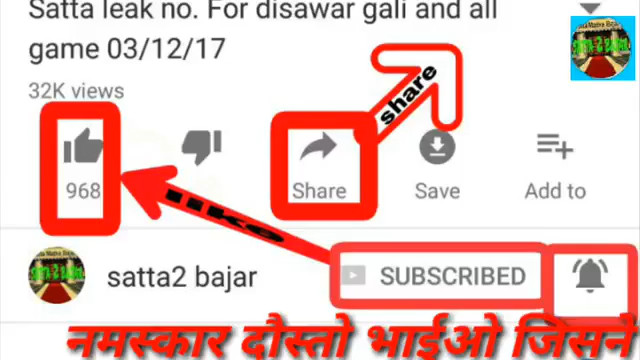 Satta leak no. For disawar gali and all
game 03/12/17
32K views
share
968
Share
Save
Add to
like
satta2 bajar
SUBSCRIBED
नमस्कार दौस्तो भाईओ जिसने